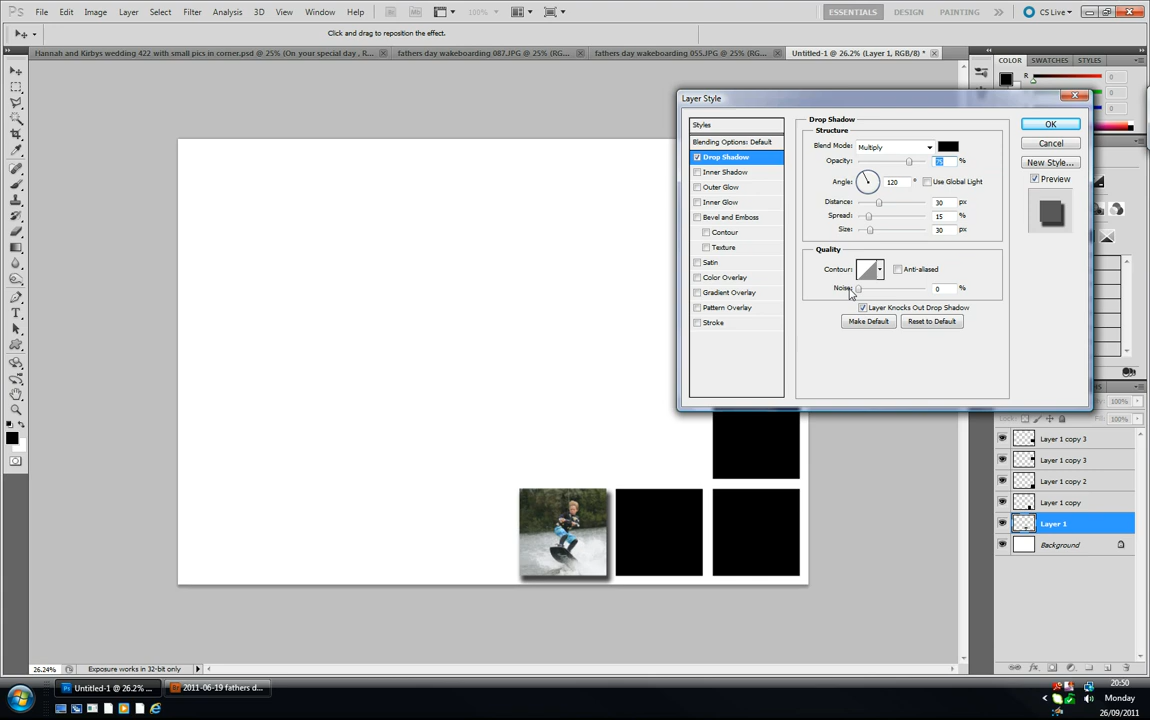 Ps File Edit Image Layer Select Filter Analysis 3D View Window Help 100% ESSENTIALS DESIGN PAINTING CS Live
Click and drag to reposition the effect.
Hannah and Kirbys wedding 422 with small pics in corner.psd @ 25% (On your special day , R... fathers day wakeboarding 087.JPG @ 25% (RG... fathers day wakeboarding 055.JPG @ 25% (RG... Untitled-1 @ 26.2% (Layer 1, RGB/8) *
COLOR SWATCHES STYLES
R 0
0
0
Layer Style
Styles
Blending Options: Default
Drop Shadow
Inner Shadow
Outer Glow
Inner Glow
Bevel and Emboss
Contour
Texture
Satin
Color Overlay
Gradient Overlay
Pattern Overlay
Stroke
Drop Shadow
Structure
Blend Mode: Multiply
Opacity: 75 %
Angle: 120 ° Use Global Light
Distance: 30 px
Spread: 15 %
Size: 30 px
Quality
Contour: Anti-aliased
Noise: 0 %
Layer Knocks Out Drop Shadow
Make Default Reset to Default
OK
Cancel
New Style...
Preview
100%
Fill: 100%
Layer 1 copy 3
Layer 1 copy 3
Layer 1 copy 2
Layer 1 copy
Layer 1
Background
26.24% Exposure works in 32-bit only
Untitled-1 @ 26.2% ... 2011-06-19 fathers d...
20:50
Monday
26/09/2011